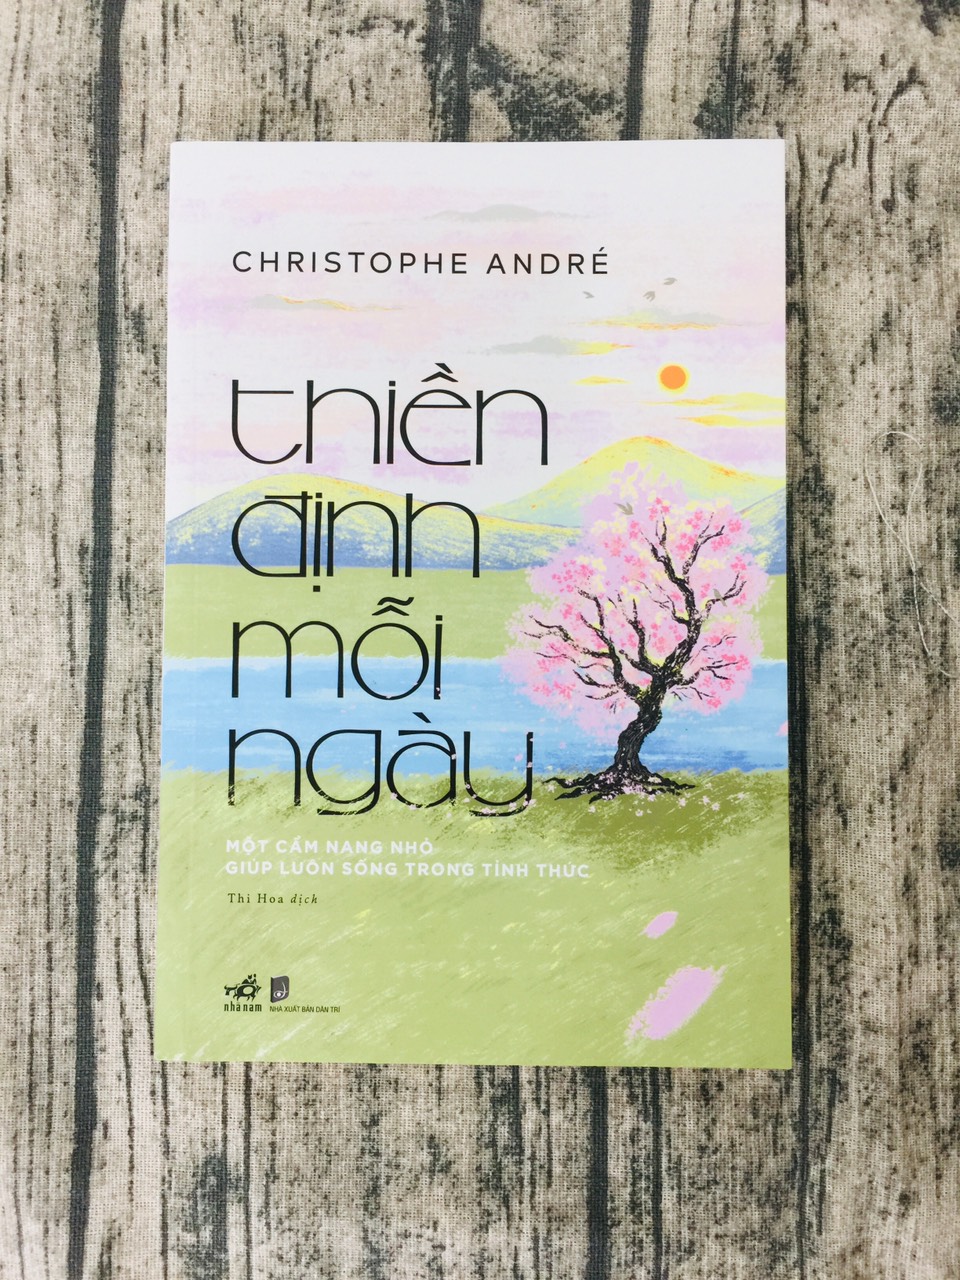 CHRISTOPHE ANDRÉ
thiền
định
mỗi
ngày
MỘT CẨM NANG NHỎ
GIÚP LUÔN SỐNG TRONG TỈNH THỨC
Thi Hoa dịch
nhã nam
NHÀ XUẤT BẢN DÂN TRÍ